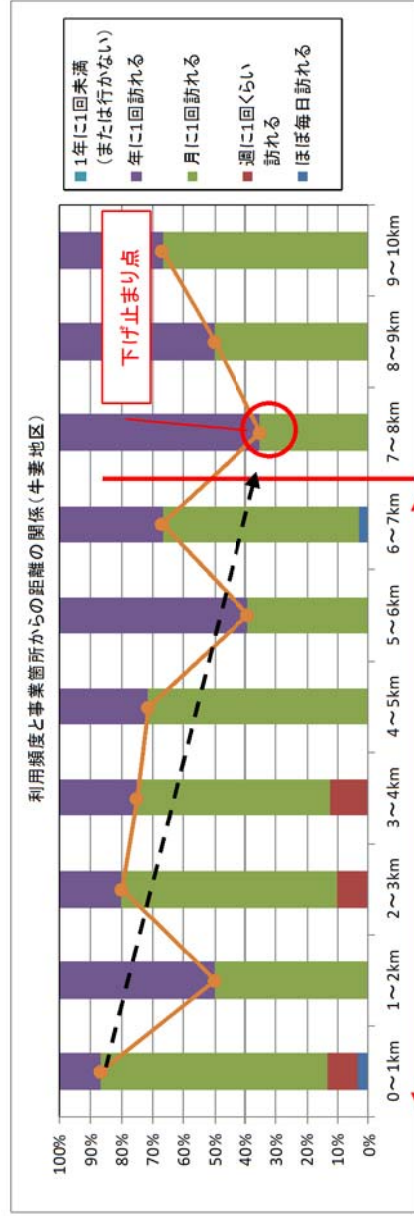 利用頻度と事業箇所からの距離の関係(牛妻地区)
100%
90%
80%
70%
60%
50%
40%
30%
20%
10%
0%
0～1km
1～2km
2～3km
3～4km
4～5km
5～6km
6～7km
7～8km
8～9km
9～10km
下げ止まり点
1年に1回未満
(または行かない)
年に1回訪れる
月に1回訪れる
週に1回くらい
訪れる
ほぼ毎日訪れる